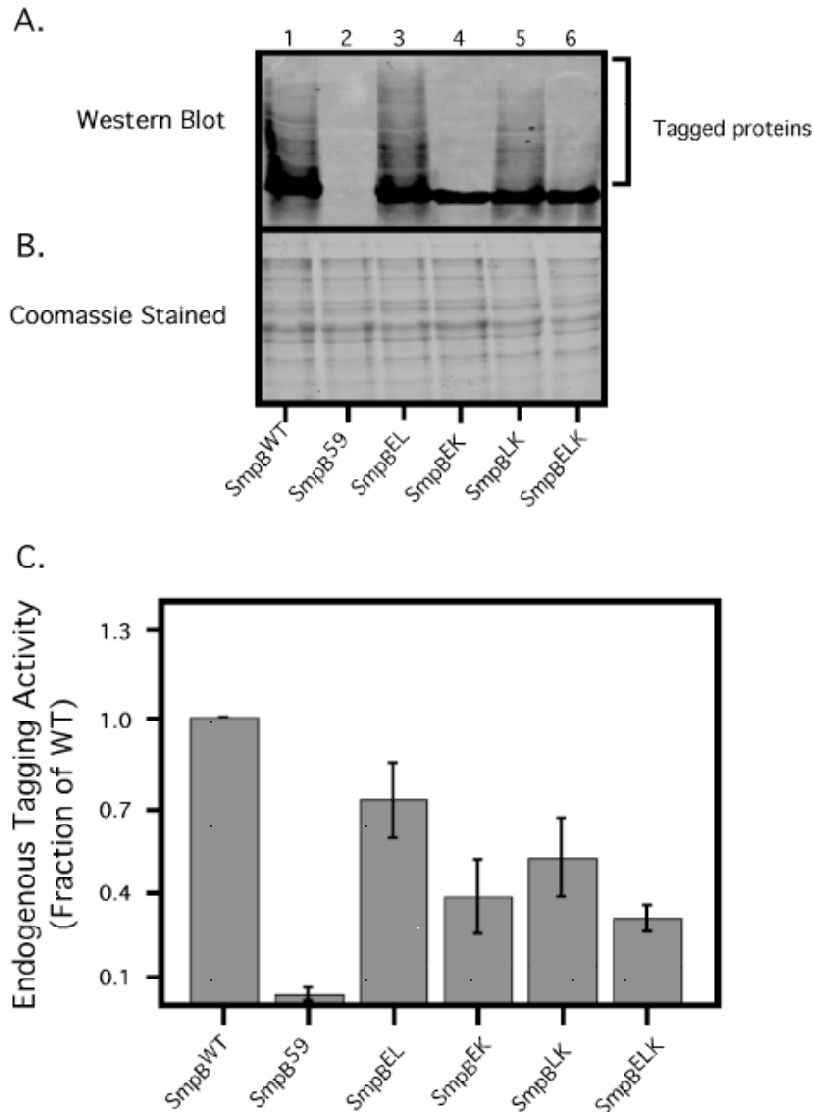 A.
1 2 3 4 5 6
Western Blot
Tagged proteins
B.
Coomassie Stained
SmpBWT SmpB59 SmpBEL SmpBEK SmpBLK SmpBELK
C.
Endogenous Tagging Activity
(Fraction of WT)
1.3
1.0
0.7
0.4
0.1
SmpBWT SmpB59 SmpBEL SmpBEK SmpBLK SmpBELK